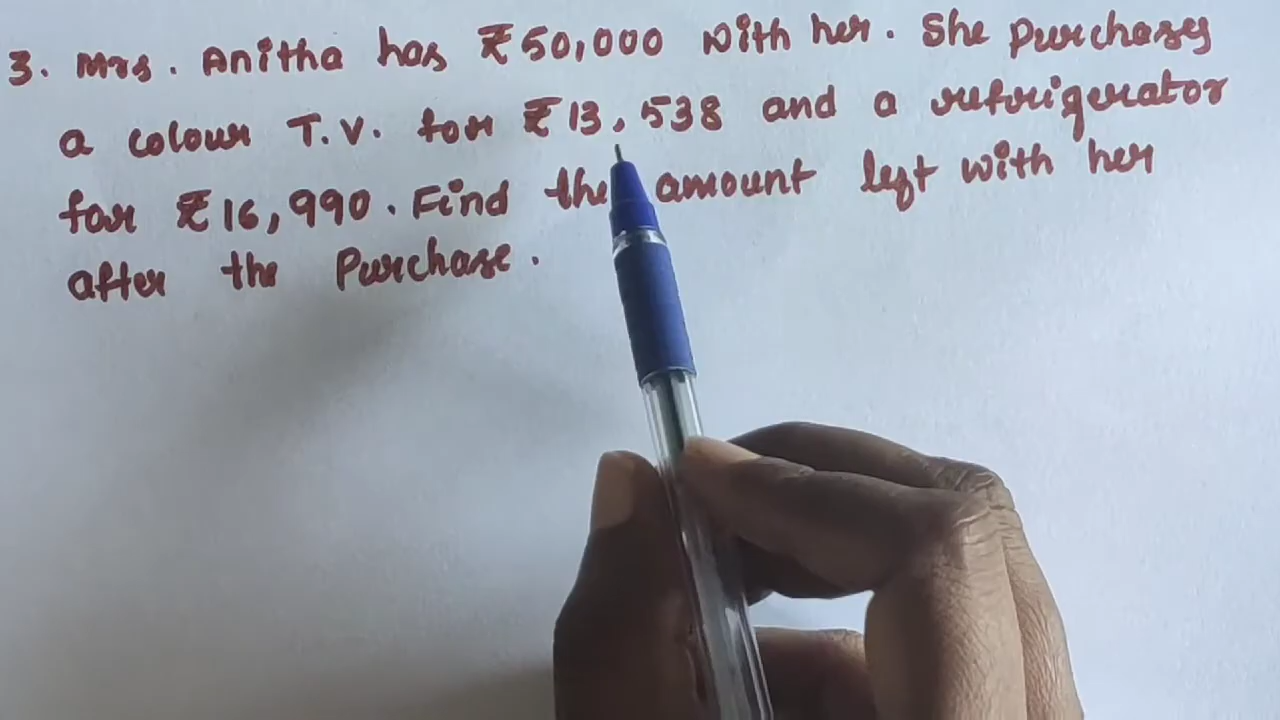 3. Mrs. Anitha has ₹50,000 with her. She purchases
a colour T.V. for ₹13,538 and a refrigerator
for ₹16,990. Find the amount left with her
after the Purchase.